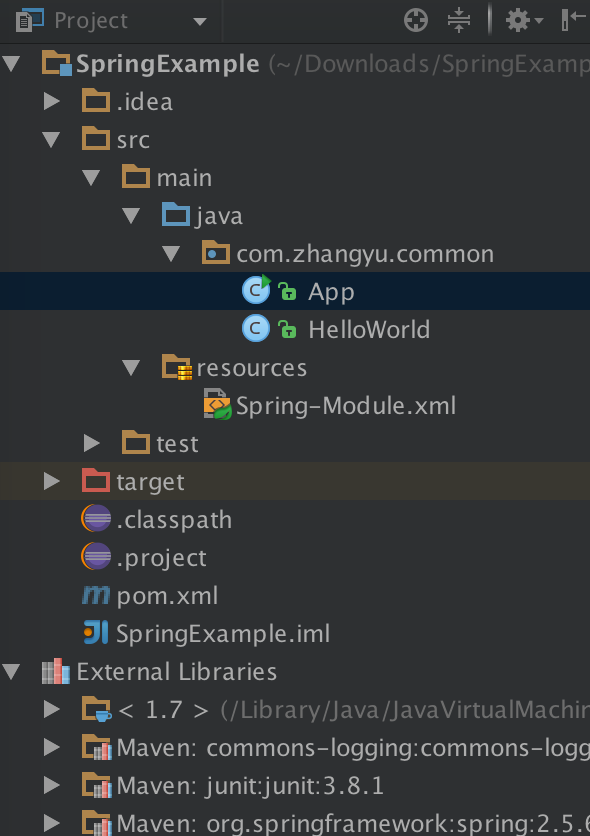 Project
SpringExample (~/Downloads/SpringExamp
.idea
src
main
java
com.zhangyu.common
App
HelloWorld
resources
Spring-Module.xml
test
target
.classpath
.project
pom.xml
SpringExample.iml
External Libraries
< 1.7 > (/Library/Java/JavaVirtualMachin
Maven: commons-logging:commons-logg
Maven: junit:junit:3.8.1
Maven: org.springframework:spring:2.5.6